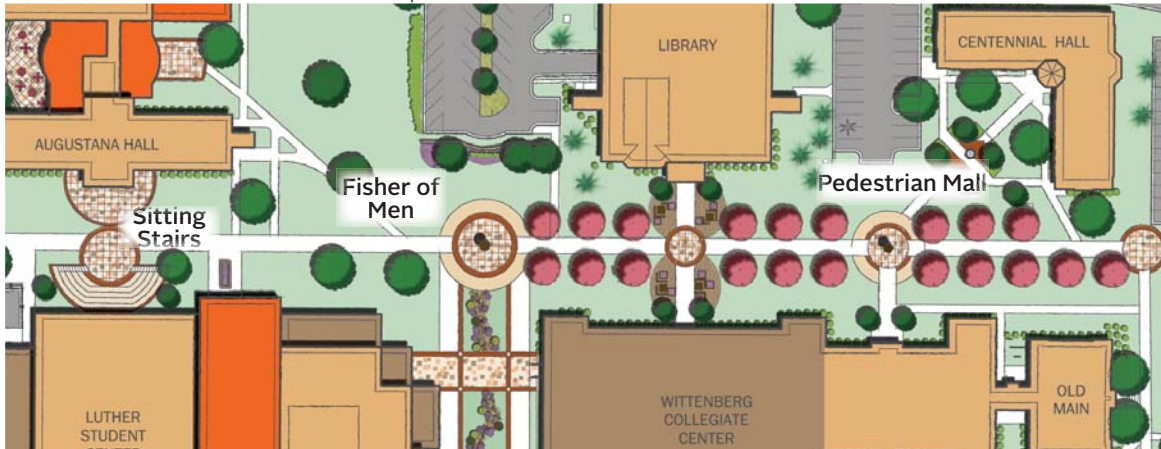 LIBRARY
CENTENNIAL HALL
AUGUSTANA HALL
Fisher of
Men
Pedestrian Mall
Sitting
Stairs
LUTHER
STUDENT
CENTER
WITTENBERG
COLLEGIATE
CENTER
OLD
MAIN